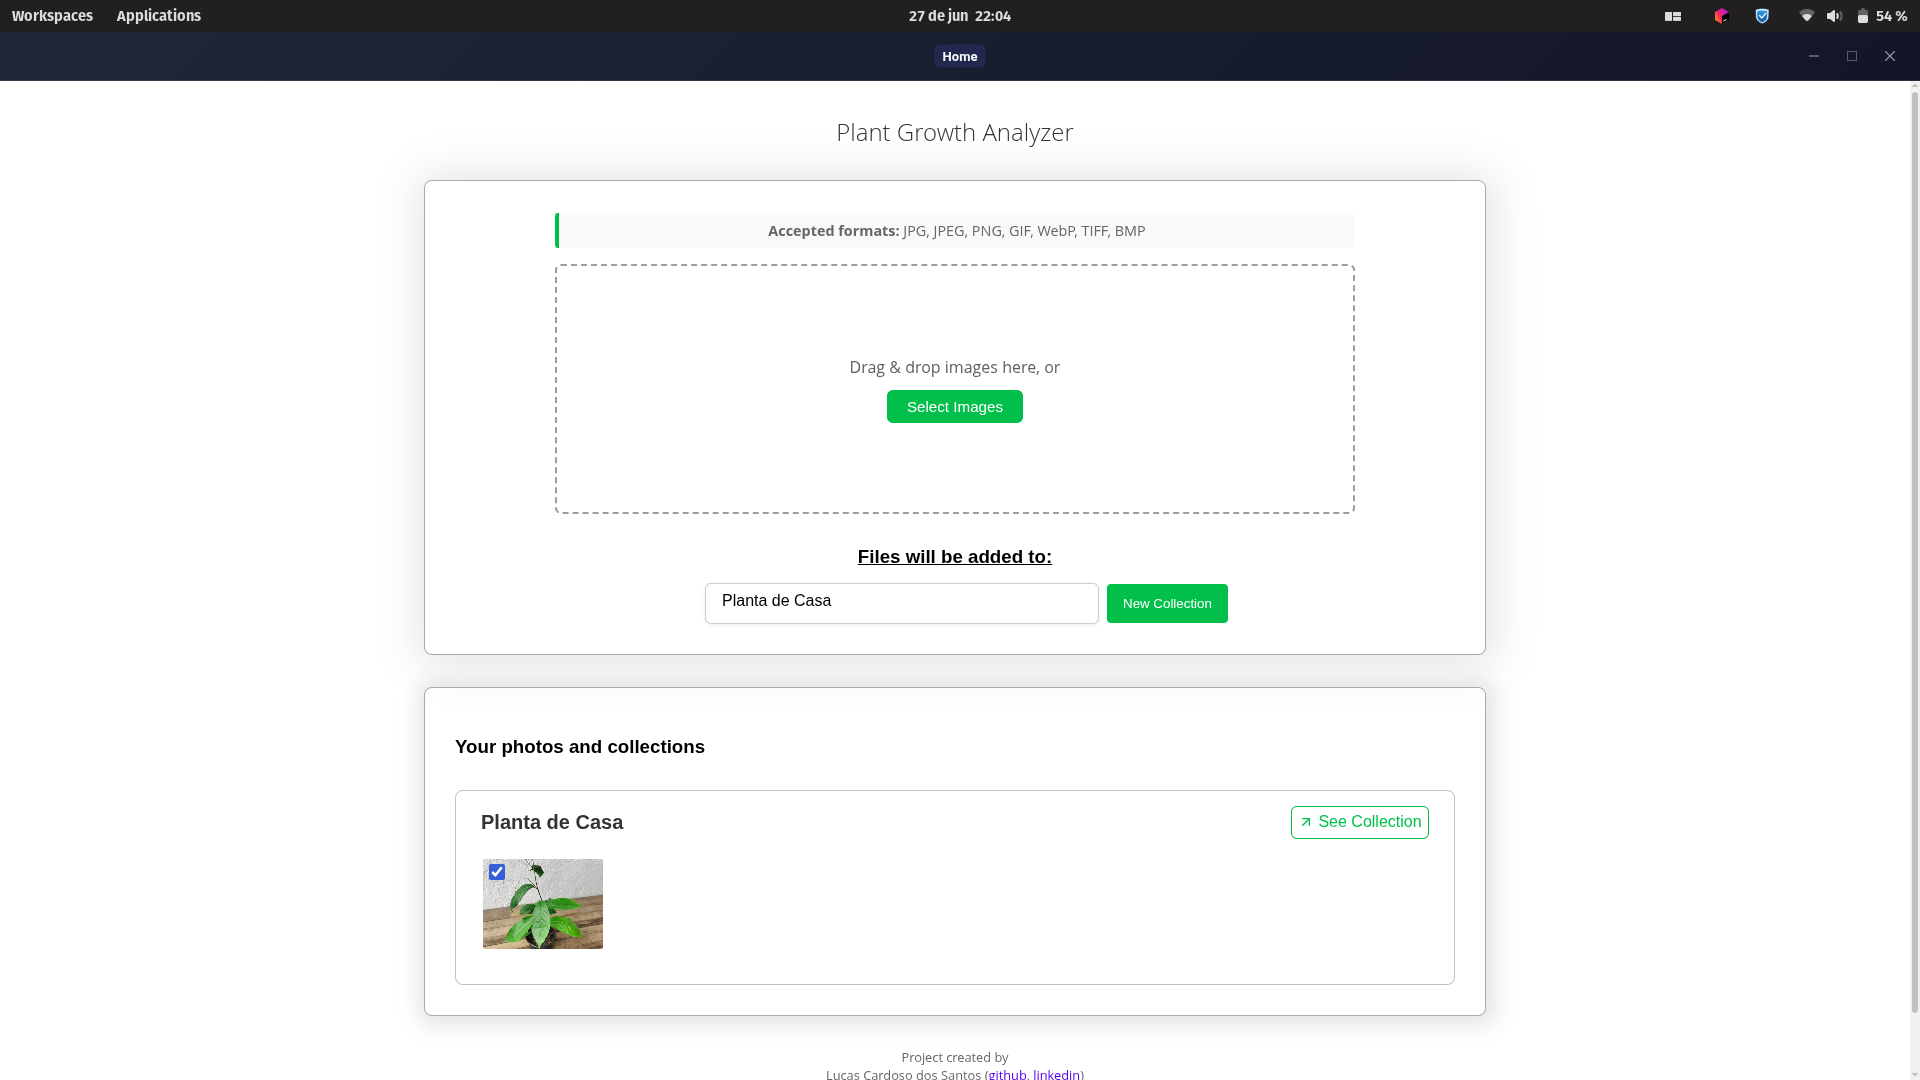 Workspaces Applications 27 de jun 22:04 54 %
Home
Plant Growth Analyzer
Accepted formats: JPG, JPEG, PNG, GIF, WebP, TIFF, BMP
Drag & drop images here, or
Select Images
Files will be added to:
Planta de Casa New Collection
Your photos and collections
Planta de Casa See Collection
Project created by
Lucas Cardoso dos Santos (github, linkedin)